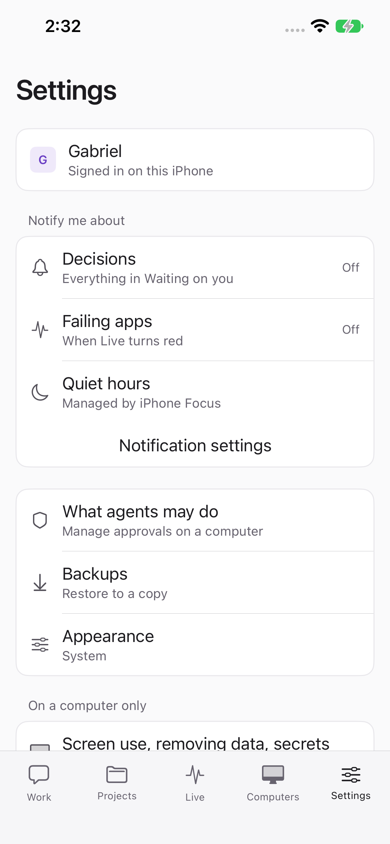 2:32
Settings
G
Gabriel
Signed in on this iPhone
Notify me about
Decisions
Everything in Waiting on you
Off
Failing apps
When Live turns red
Off
Quiet hours
Managed by iPhone Focus
Notification settings
What agents may do
Manage approvals on a computer
Backups
Restore to a copy
Appearance
System
On a computer only
Screen use, removing data, secrets
Work
Projects
Live
Computers
Settings